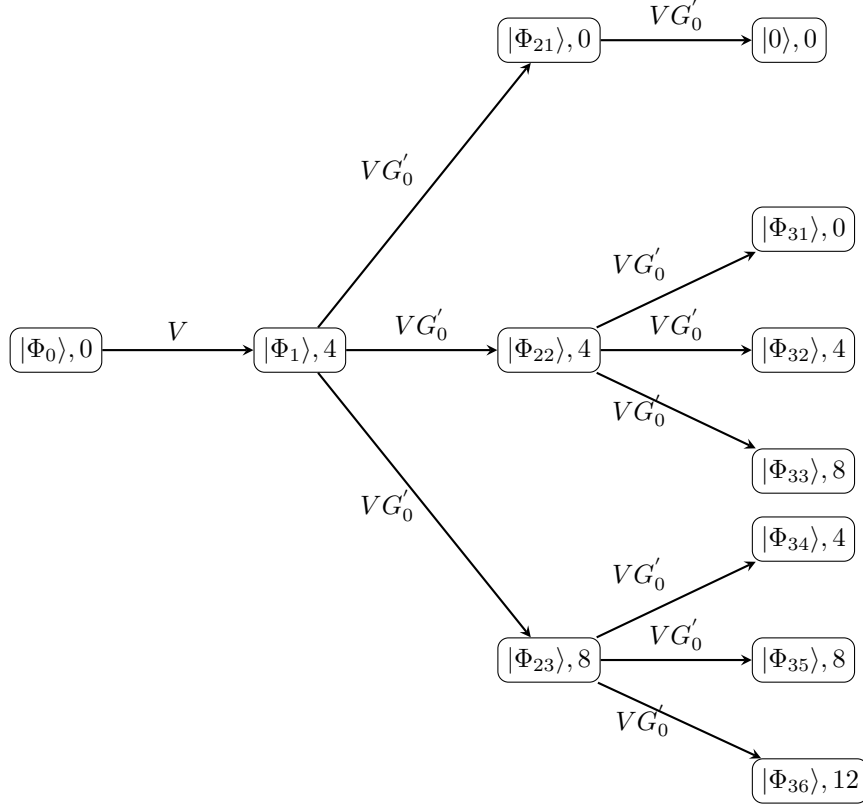 |Φ₂₁⟩, 0
VG₀′
|0⟩, 0
VG₀′
|Φ₃₁⟩, 0
VG₀′
|Φ₀⟩, 0
V
|Φ₁⟩, 4
VG₀′
|Φ₂₂⟩, 4
VG₀′
|Φ₃₂⟩, 4
VG₀′
|Φ₃₃⟩, 8
VG₀′
|Φ₃₄⟩, 4
VG₀′
|Φ₂₃⟩, 8
VG₀′
|Φ₃₅⟩, 8
VG₀′
|Φ₃₆⟩, 12